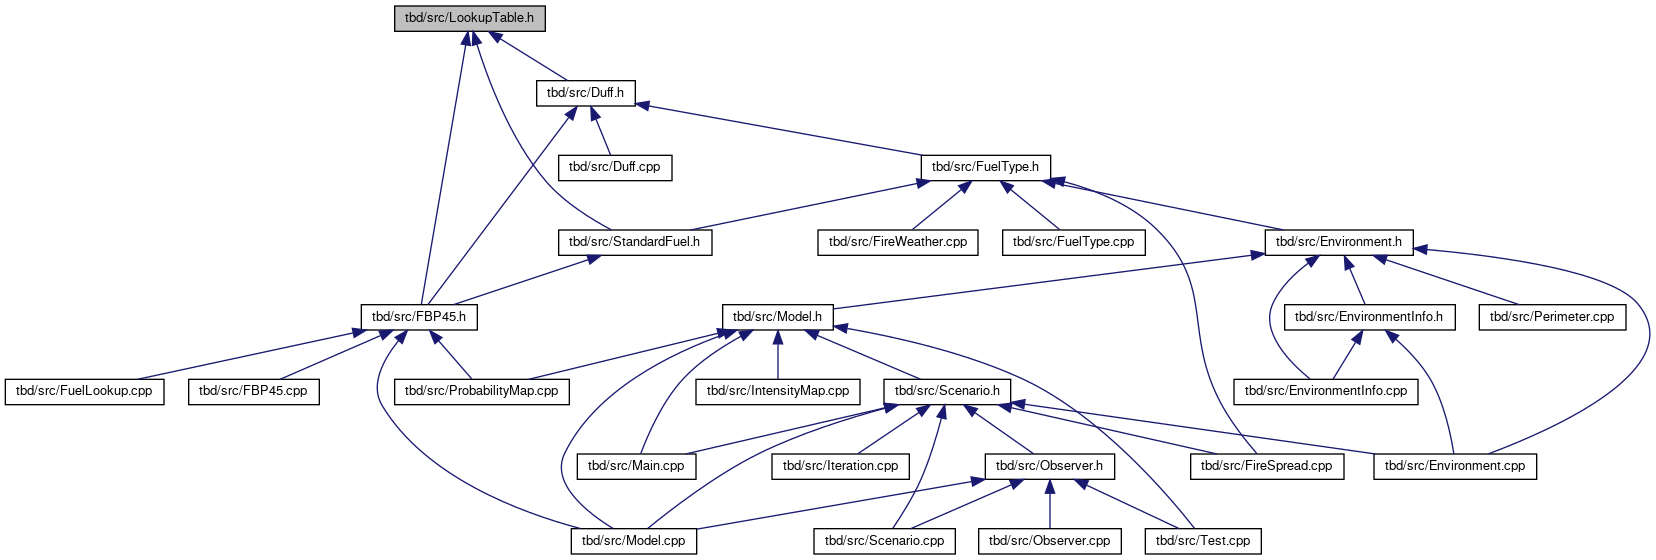 tbd/src/LookupTable.h
tbd/src/Duff.h
tbd/src/Duff.cpp
tbd/src/FuelType.h
tbd/src/StandardFuel.h
tbd/src/FireWeather.cpp
tbd/src/FuelType.cpp
tbd/src/Environment.h
tbd/src/FBP45.h
tbd/src/Model.h
tbd/src/EnvironmentInfo.h
tbd/src/Perimeter.cpp
tbd/src/FuelLookup.cpp
tbd/src/FBP45.cpp
tbd/src/ProbabilityMap.cpp
tbd/src/IntensityMap.cpp
tbd/src/Scenario.h
tbd/src/EnvironmentInfo.cpp
tbd/src/Main.cpp
tbd/src/Iteration.cpp
tbd/src/Observer.h
tbd/src/FireSpread.cpp
tbd/src/Environment.cpp
tbd/src/Model.cpp
tbd/src/Scenario.cpp
tbd/src/Observer.cpp
tbd/src/Test.cpp